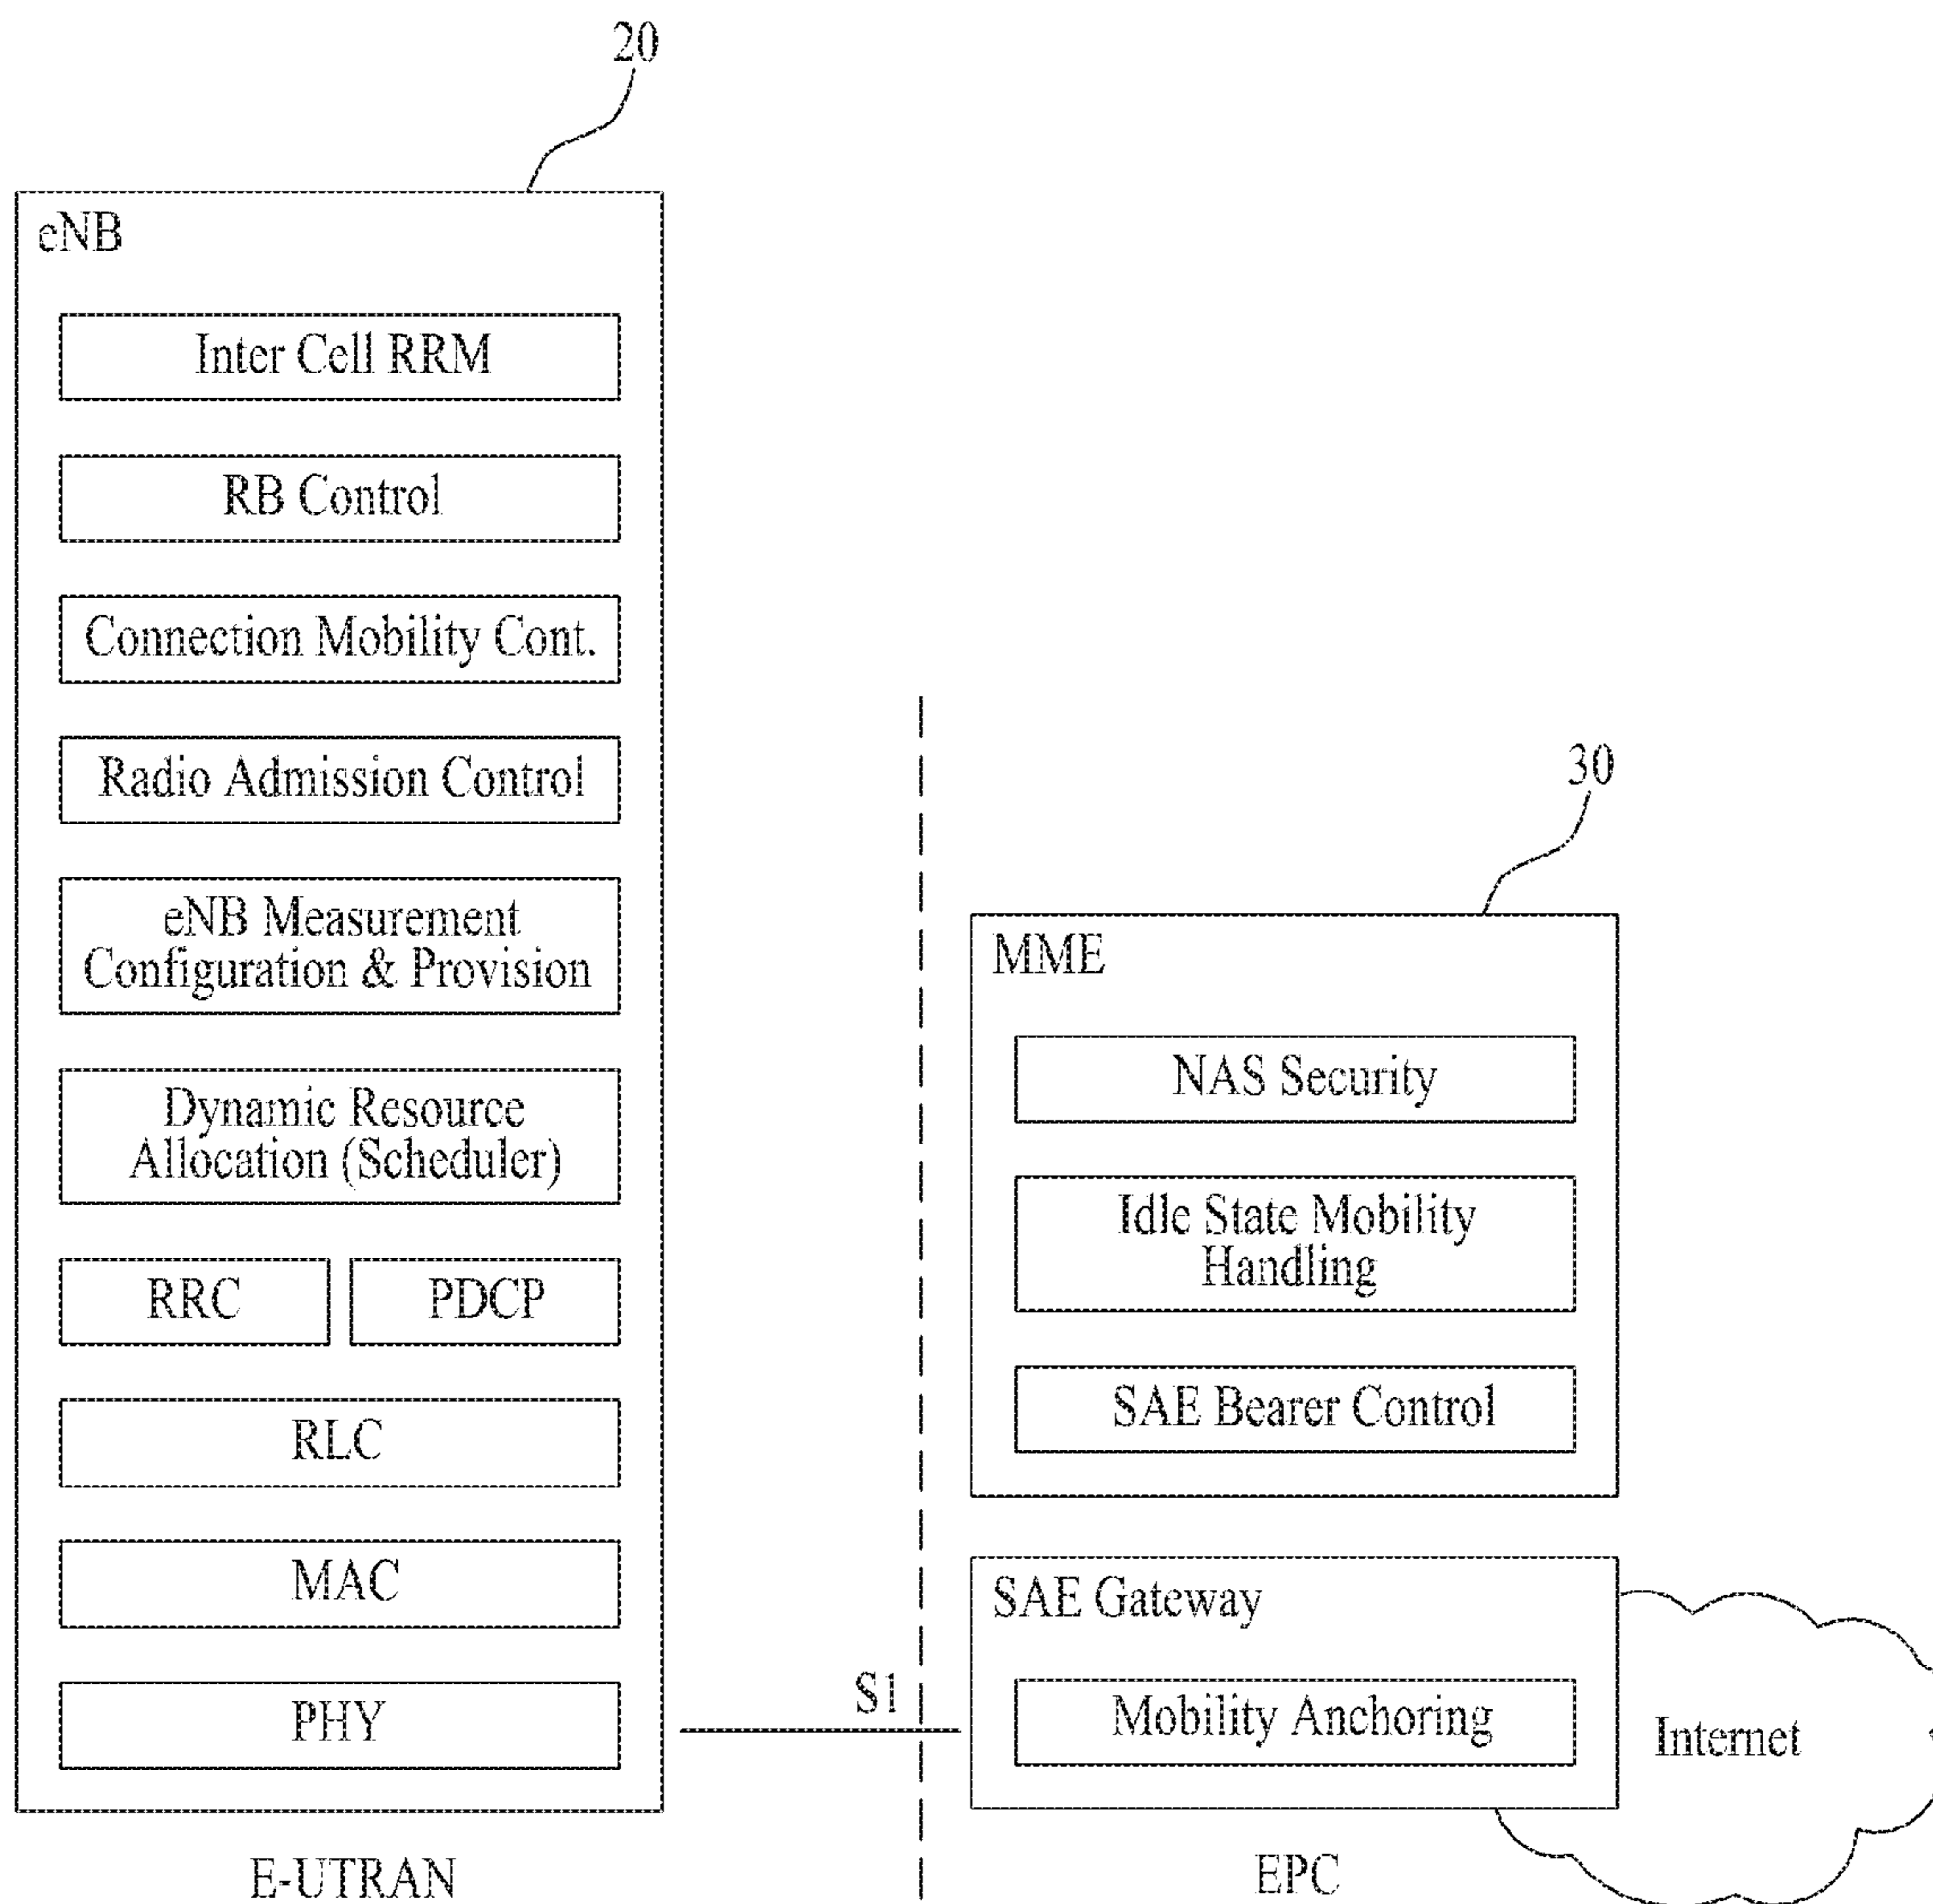 20
eNB
Inter Cell RRM
RB Control
Connection Mobility Cont.
Radio Admission Control
eNB Measurement
Configuration & Provision
Dynamic Resource
Allocation (Scheduler)
RRC
PDCP
RLC
MAC
PHY
E-UTRAN
S1
30
MME
NAS Security
Idle State Mobility
Handling
SAE Bearer Control
SAE Gateway
Mobility Anchoring
Internet
EPC